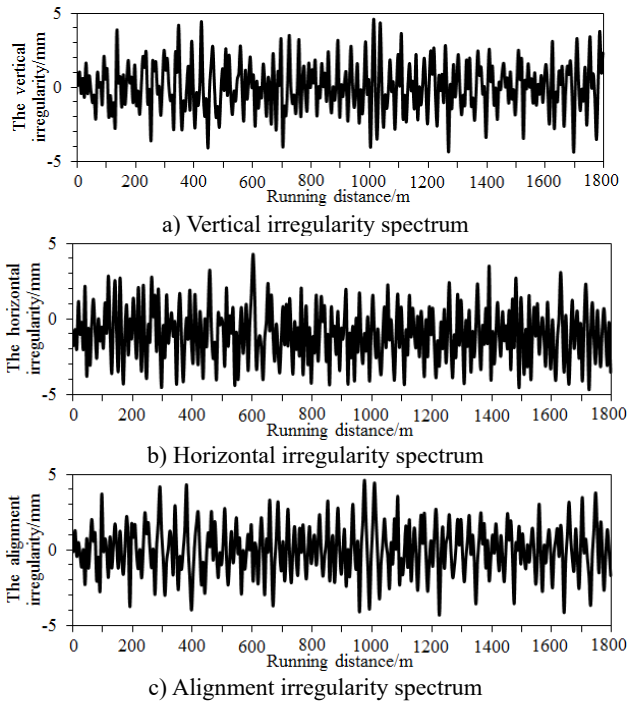 The vertical
irregularity/mm
5
0
-5
0 200 400 600 800 1000 1200 1400 1600 1800
Running distance/m
a) Vertical irregularity spectrum
The horizontal
irregularity/mm
5
0
-5
0 200 400 600 800 1000 1200 1400 1600 1800
Running distance/m
b) Horizontal irregularity spectrum
The alignment
irregularity/mm
5
0
-5
0 200 400 600 800 1000 1200 1400 1600 1800
Running distance/m
c) Alignment irregularity spectrum